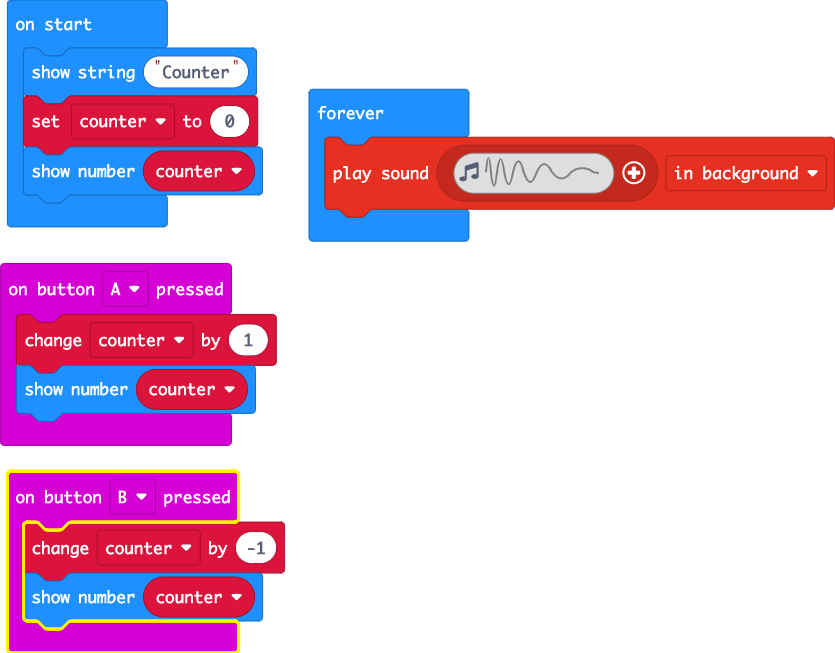 on start
show string "Counter"
set counter to 0
show number counter
forever
play sound in background
on button A pressed
change counter by 1
show number counter
on button B pressed
change counter by -1
show number counter